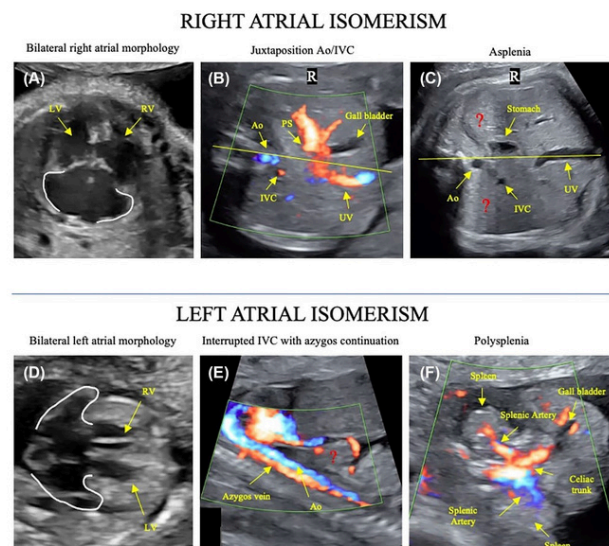 RIGHT ATRIAL ISOMERISM
Bilateral right atrial morphology
Juxtaposition Ao/IVC
Asplenia
(A)
LV
RV
(B)
R
Ao
PS
Gall bladder
IVC
UV
(C)
R
?
Stomach
Ao
?
IVC
UV
LEFT ATRIAL ISOMERISM
Bilateral left atrial morphology
Interrupted IVC with azygos continuation
Polysplenia
(D)
RV
LV
(E)
?
Azygos vein
Ao
(F)
Spleen
Gall bladder
Splenic Artery
Celiac
trunk
Splenic
Artery
Spleen